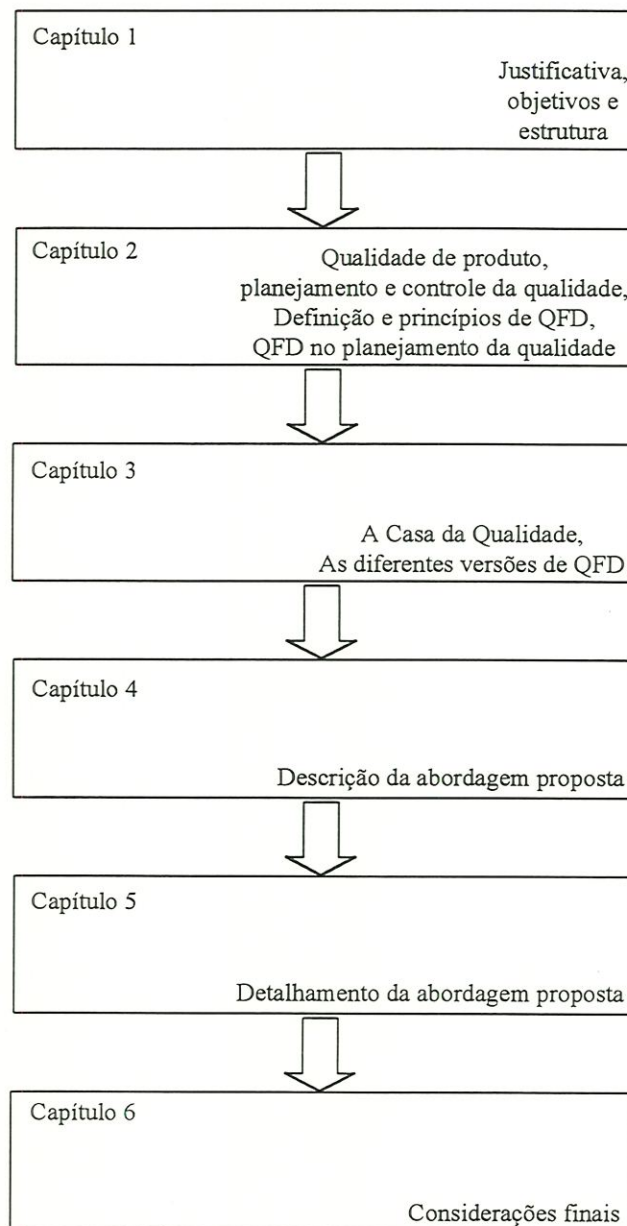 Capítulo 1
Justificativa,
objetivos e
estrutura
Capítulo 2
Qualidade de produto,
planejamento e controle da qualidade,
Definição e princípios de QFD,
QFD no planejamento da qualidade
Capítulo 3
A Casa da Qualidade,
As diferentes versões de QFD
Capítulo 4
Descrição da abordagem proposta
Capítulo 5
Detalhamento da abordagem proposta
Capítulo 6
Considerações finais